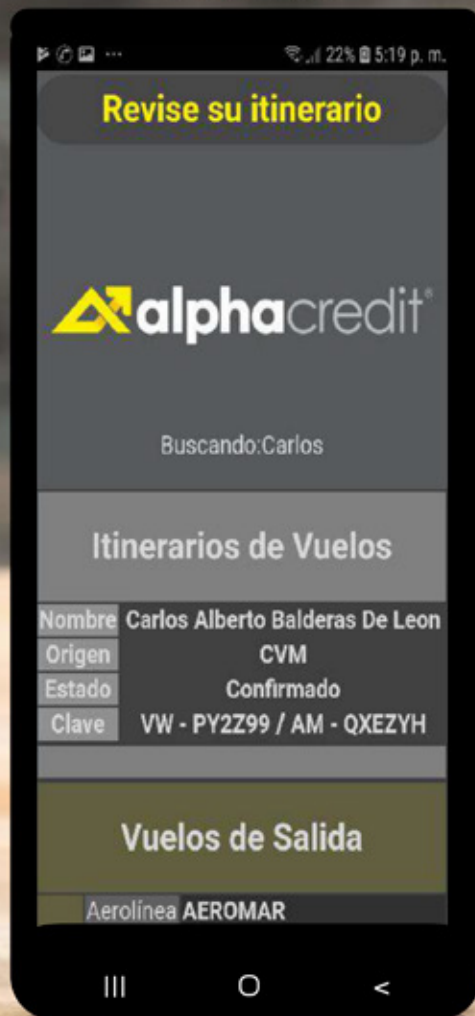 22% 5:19 p. m.
Revise su itinerario
alphacredit®
Buscando:Carlos
Itinerarios de Vuelos
Nombre Carlos Alberto Balderas De Leon
Origen CVM
Estado Confirmado
Clave VW - PY2Z99 / AM - QXEZYH
Vuelos de Salida
Aerolínea AEROMAR